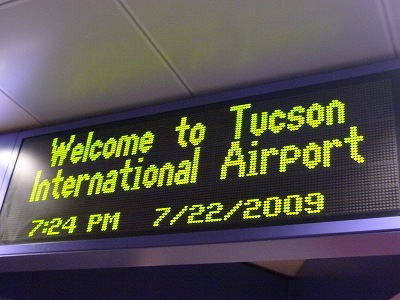 Welcome to Tucson
International Airport
7:24 PM 7/22/2009